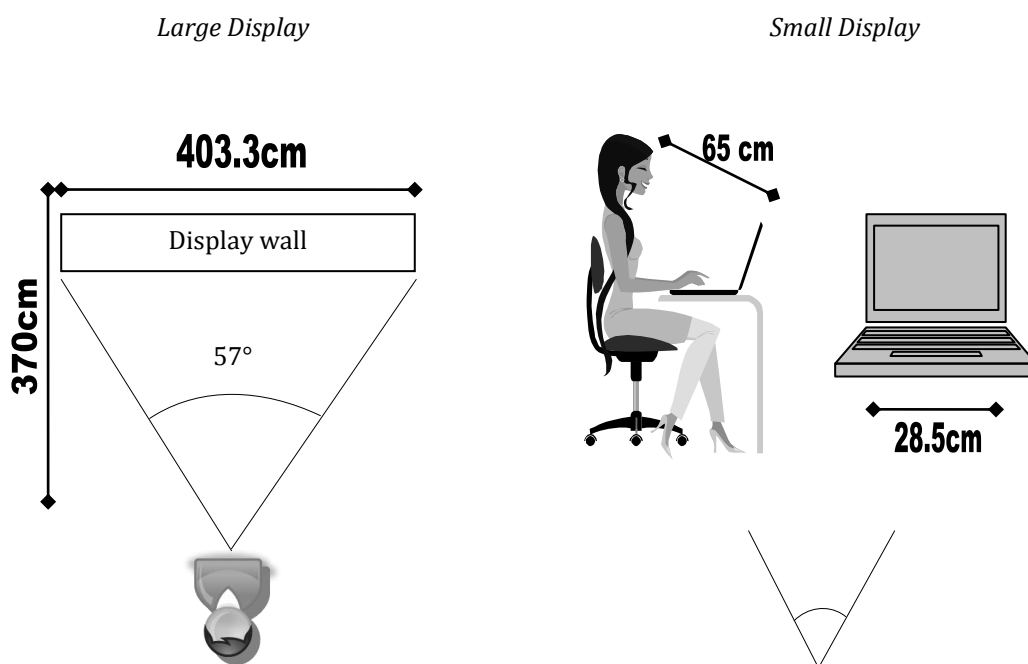 Large Display
Small Display
403.3cm
65 cm
Display wall
370cm
57°
28.5cm